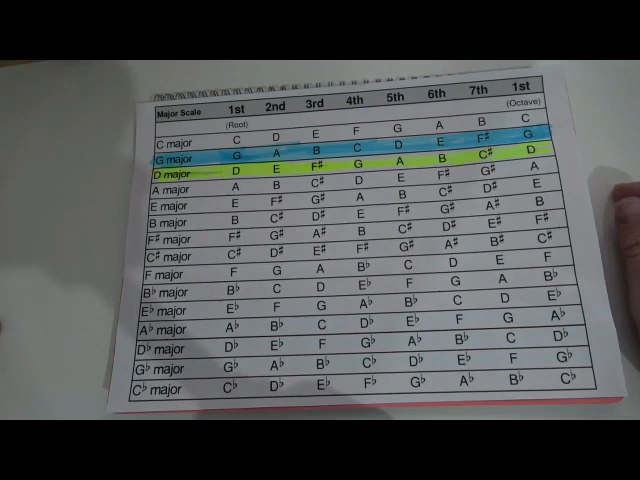 Major Scale 1st 2nd 3rd 4th 5th 6th 7th 1st
(Root) (Octave)
C major C D E F G A B C
G major G A B C D E F♯ G
D major D E F♯ G A B C♯ D
A major A B C♯ D E F♯ G♯ A
E major E F♯ G♯ A B C♯ D♯ E
B major B C♯ D♯ E F♯ G♯ A♯ B
F♯ major F♯ G♯ A♯ B C♯ D♯ E♯ F♯
C♯ major C♯ D♯ E♯ F♯ G♯ A♯ B♯ C♯
F major F G A B♭ C D E F
B♭ major B♭ C D E♭ F G A B♭
E♭ major E♭ F G A♭ B♭ C D E♭
A♭ major A♭ B♭ C D♭ E♭ F G A♭
D♭ major D♭ E♭ F G♭ A♭ B♭ C D♭
G♭ major G♭ A♭ B♭ C♭ D♭ E♭ F G♭
C♭ major C♭ D♭ E♭ F♭ G♭ A♭ B♭ C♭